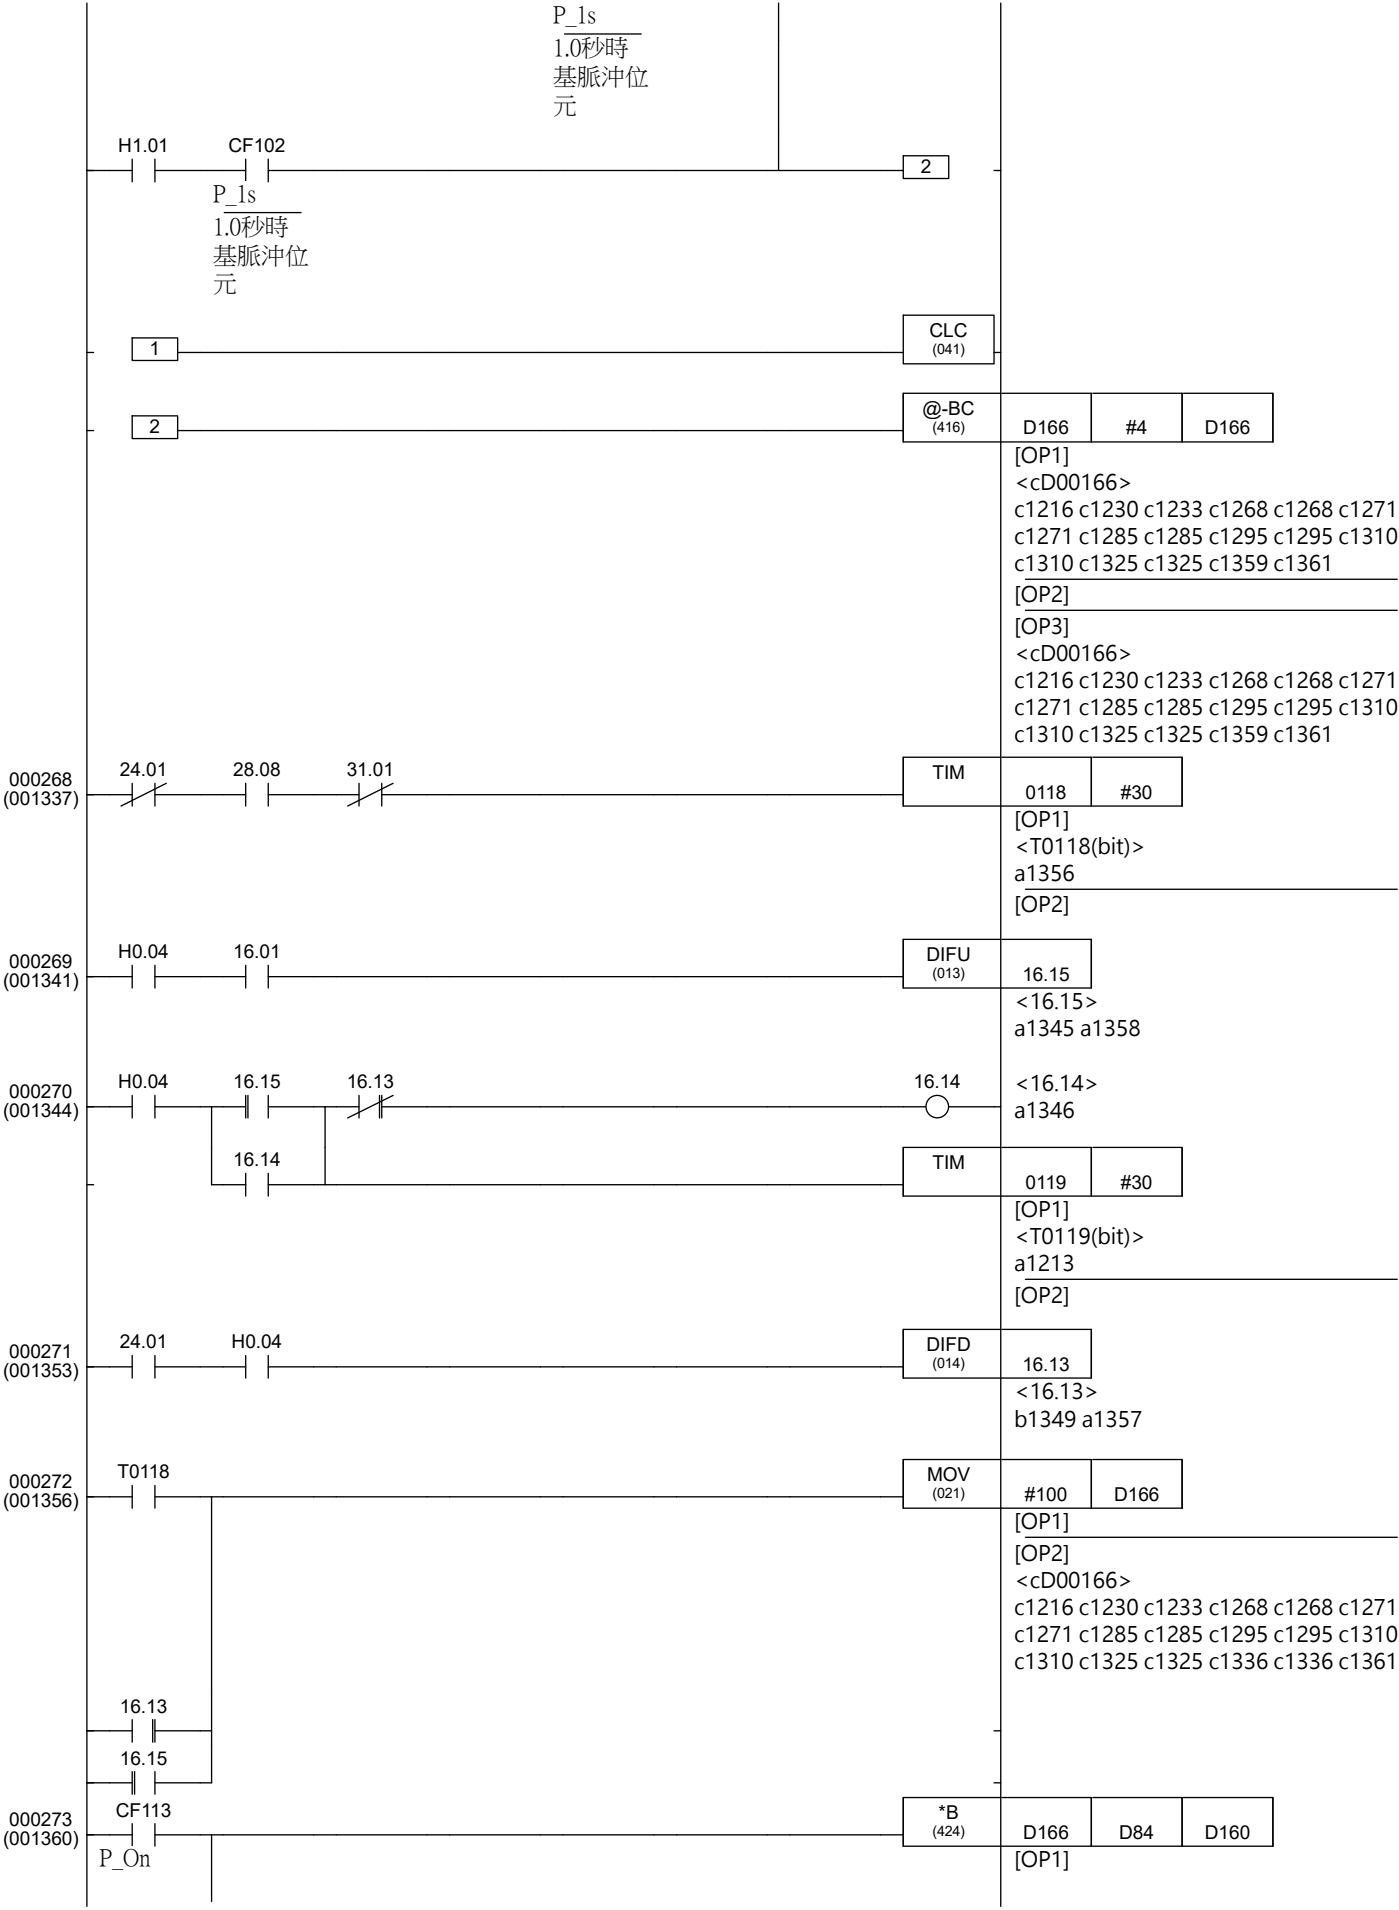 P_1s
1.0秒時
基脈冲位
元
H1.01 CF102
2
P_1s
1.0秒時
基脈冲位
元
1
CLC
(041)
2
@-BC
(416) D166 #4 D166
[OP1]
<cD00166>
c1216 c1230 c1233 c1268 c1268 c1271
c1271 c1285 c1285 c1295 c1295 c1310
c1310 c1325 c1325 c1359 c1361
[OP2]
[OP3]
<cD00166>
c1216 c1230 c1233 c1268 c1268 c1271
c1271 c1285 c1285 c1295 c1295 c1310
c1310 c1325 c1325 c1359 c1361
000268
(001337)
24.01 28.08 31.01
TIM
0118 #30
[OP1]
<T0118(bit)>
a1356
[OP2]
000269
(001341)
H0.04 16.01
DIFU
(013) 16.15
<16.15>
a1345 a1358
000270
(001344)
H0.04 16.15 16.13 16.14
<16.14>
a1346
16.14
TIM
0119 #30
[OP1]
<T0119(bit)>
a1213
[OP2]
000271
(001353)
24.01 H0.04
DIFD
(014) 16.13
<16.13>
b1349 a1357
000272
(001356)
T0118
MOV
(021) #100 D166
[OP1]
[OP2]
<cD00166>
c1216 c1230 c1233 c1268 c1268 c1271
c1271 c1285 c1285 c1295 c1295 c1310
c1310 c1325 c1325 c1336 c1336 c1361
16.13
16.15
000273
(001360)
CF113
P_On
*B
(424) D166 D84 D160
[OP1]